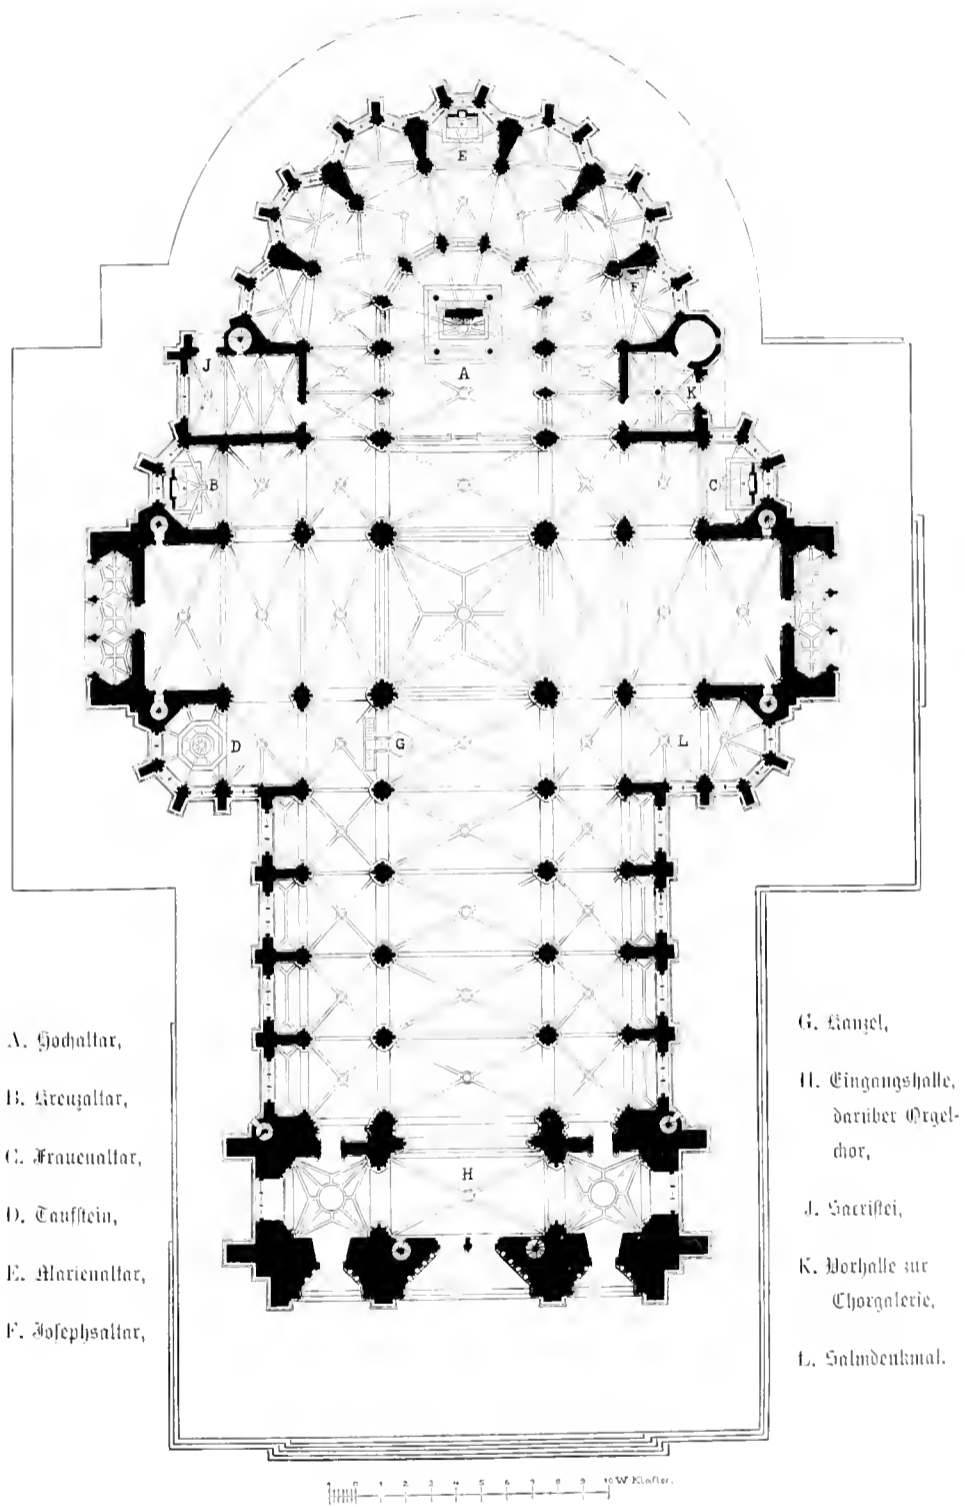 E
F
A
J
K
B
C
D
G
L
H
A. Hochaltar,
B. Kreuzaltar,
C. Frauenaltar,
D. Taufstein,
E. Marienaltar,
F. Josephsaltar,
G. Kanzel,
H. Eingangshalle,
darüber Orgel-
chor,
J. Sacristei,
K. Vorhalle zur
Chorgalerie,
L. Salmdenkmal.
1 0 1 2 3 4 5 6 7 8 9 10 W. Klafter.